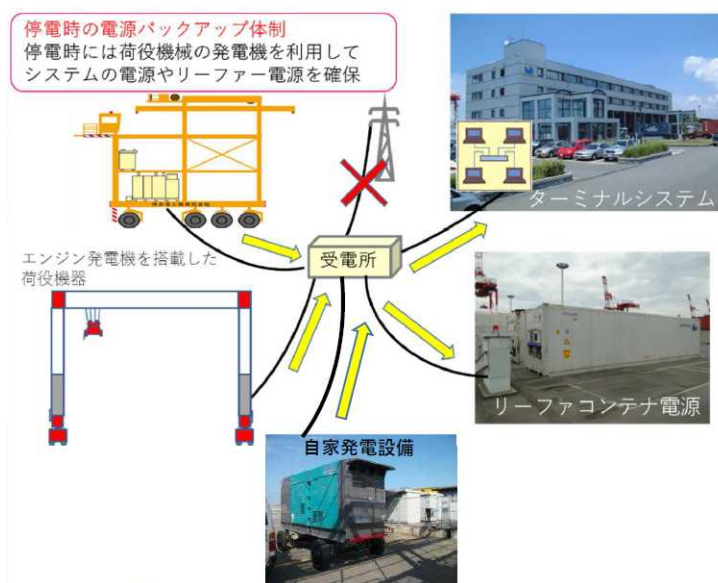 停電時の電源バックアップ体制
停電時には荷役機械の発電機を利用して
システムの電源やリーファー電源を確保
ターミナルシステム
受電所
エンジン発電機を搭載した
荷役機器
リーファコンテナ電源
自家発電設備